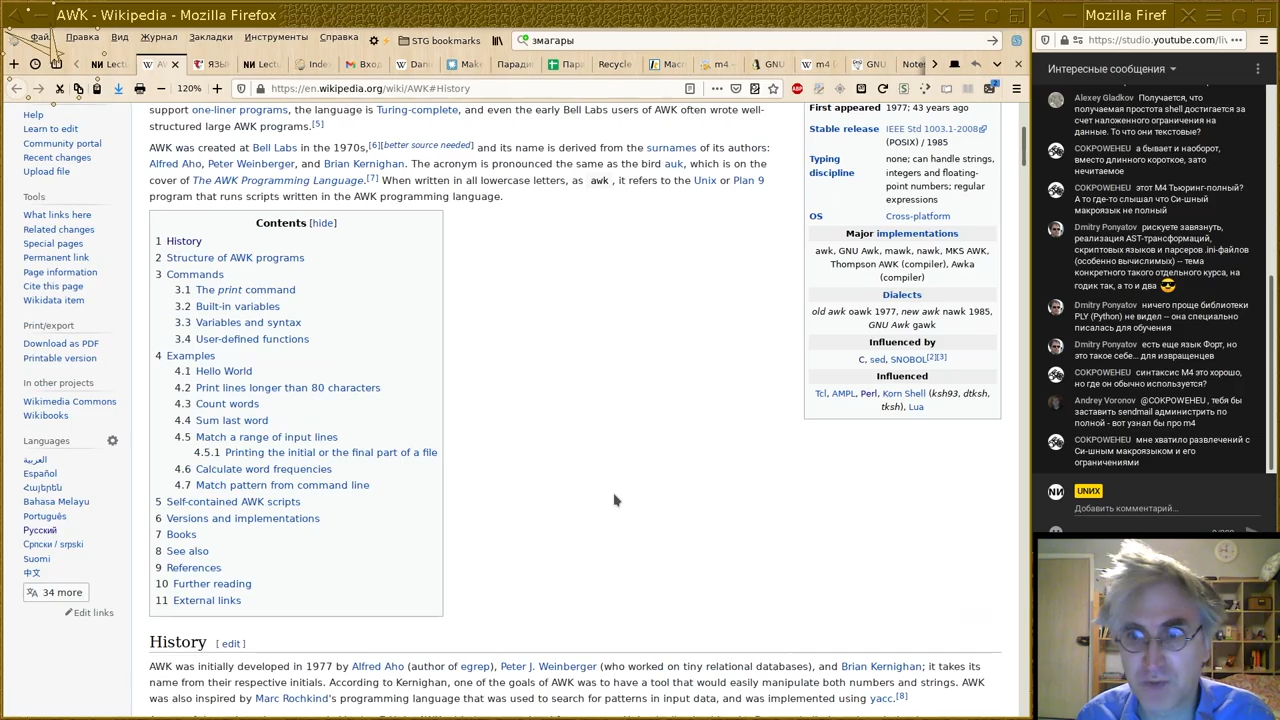 AWK - Wikipedia - Mozilla Firefox
Mozilla Firef
Файл Правка Вид Журнал Закладки Инструменты Справка
STG bookmarks
змагары
NИ Lectu
W
ЯЗЫК
NИ Lectu
Index
Вход
Danie
Make
Паради
Пап
Recycle
Macr
m4 –
GNU
m4 (
GNU
Notes
120%
https://en.wikipedia.org/wiki/AWK#History
https://studio.youtube.com/liv
Help
Learn to edit
Community portal
Recent changes
Upload file
Tools
What links here
Related changes
Special pages
Permanent link
Page information
Cite this page
Wikidata item
Print/export
Download as PDF
Printable version
In other projects
Wikimedia Commons
Wikibooks
Languages
العربية
Español
Հայերեն
Bahasa Melayu
Português
Русский
Српски / srpski
Suomi
中文
34 more
Edit links
support one-liner programs, the language is Turing-complete, and even the early Bell Labs users of AWK often wrote well-
structured large AWK programs.[5]
AWK was created at Bell Labs in the 1970s,[6][better source needed] and its name is derived from the surnames of its authors:
Alfred Aho, Peter Weinberger, and Brian Kernighan. The acronym is pronounced the same as the bird auk, which is on the
cover of The AWK Programming Language.[7] When written in all lowercase letters, as awk, it refers to the Unix or Plan 9
program that runs scripts written in the AWK programming language.
Contents [hide]
1 History
2 Structure of AWK programs
3 Commands
3.1 The print command
3.2 Built-in variables
3.3 Variables and syntax
3.4 User-defined functions
4 Examples
4.1 Hello World
4.2 Print lines longer than 80 characters
4.3 Count words
4.4 Sum last word
4.5 Match a range of input lines
4.5.1 Printing the initial or the final part of a file
4.6 Calculate word frequencies
4.7 Match pattern from command line
5 Self-contained AWK scripts
6 Versions and implementations
7 Books
8 See also
9 References
10 Further reading
11 External links
History [ edit ]
AWK was initially developed in 1977 by Alfred Aho (author of egrep), Peter J. Weinberger (who worked on tiny relational databases), and Brian Kernighan; it takes its
name from their respective initials. According to Kernighan, one of the goals of AWK was to have a tool that would easily manipulate both numbers and strings. AWK
was also inspired by Marc Rochkind's programming language that was used to search for patterns in input data, and was implemented using yacc.[8]
First appeared 1977; 43 years ago
Stable release IEEE Std 1003.1-2008
(POSIX) / 1985
Typing discipline none; can handle strings,
integers and floating-
point numbers; regular
expressions
OS Cross-platform
Major implementations
awk, GNU Awk, mawk, nawk, MKS AWK,
Thompson AWK (compiler), Awka
(compiler)
Dialects
old awk oawk 1977, new awk nawk 1985,
GNU Awk gawk
Influenced by
C, sed, SNOBOL[2][3]
Influenced
Tcl, AMPL, Perl, Korn Shell (ksh93, dtksh,
tksh), Lua
Интересные сообщения
Alexey Gladkov Получается, что
получаемая простота shell достигается за
счет наложенного ограничения на
данные. То что они текстовые?
COKPOWEHEU а бывает и наоборот,
вместо длинного короткое, зато
нечитаемое
COKPOWEHEU этот М4 Тьюринг-полный?
А то где-то слышал что Си-шный
макроязык не полный
Dmitry Ponyatov рискуете завязнуть,
реализация AST-трансформаций,
скриптовых языков и парсеров .ini-файлов
(особенно вычислимых) -- тема
конкретного такого отдельного курса, на
годик так, а то и два 😎
Dmitry Ponyatov ничего проще библиотеки
PLY (Python) не видел -- она специально
писалась для обучения
Dmitry Ponyatov есть еще язык Форт, но
это такое себе... для извращенцев
COKPOWEHEU синтаксис М4 это хорошо,
но где он обычно используется?
Andrey Voronov @COKPOWEHEU , тебя бы
заставить sendmail администрить по
полной - вот узнал бы про m4
COKPOWEHEU мне хватило развлечений с
Си-шным макроязыком и его
ограничениями
NИ UNИX
Добавить комментарий...